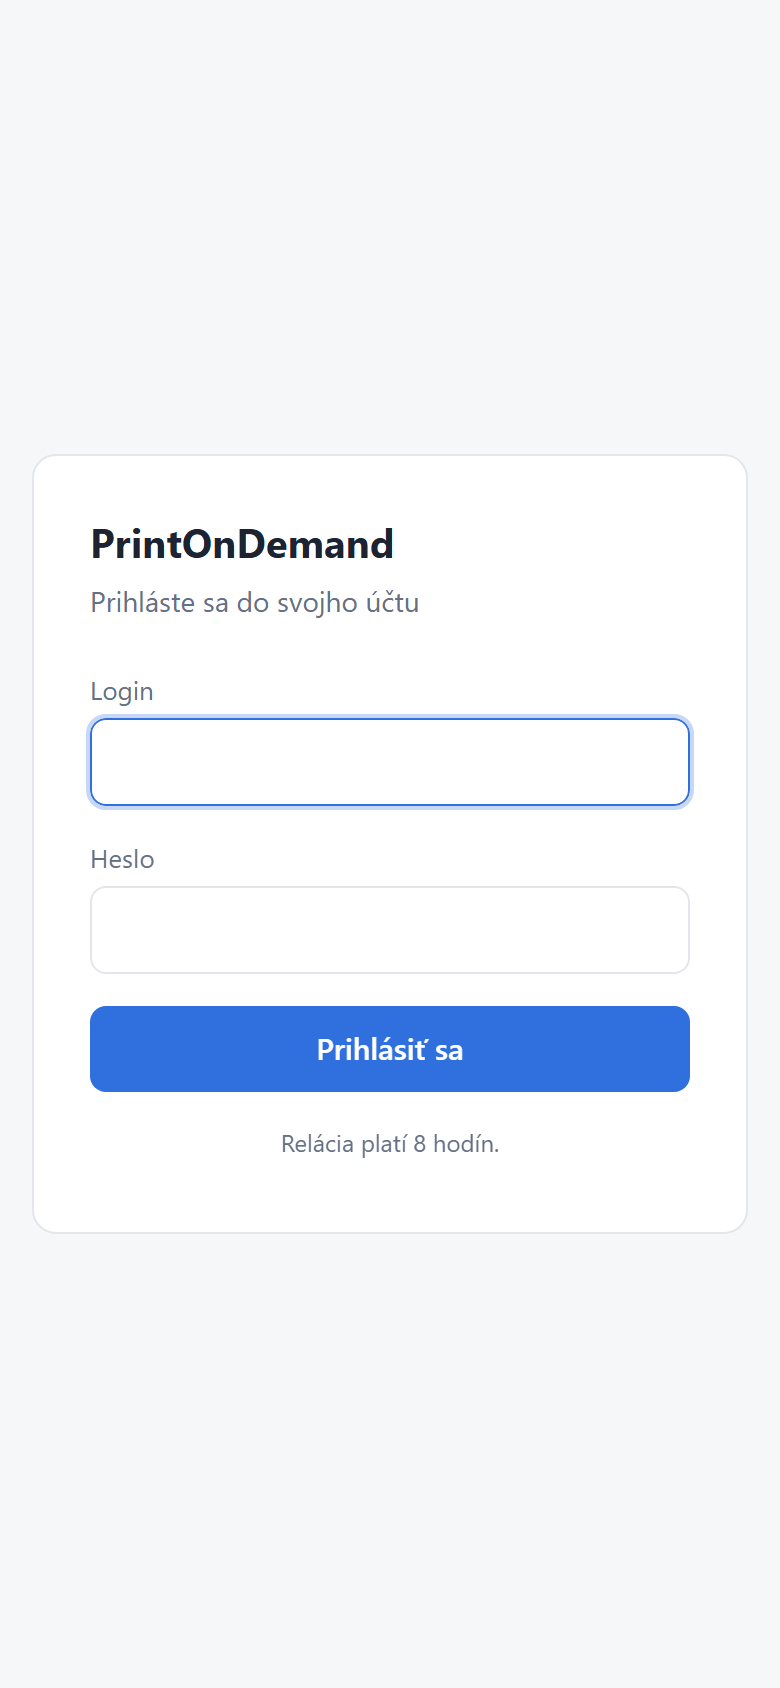 PrintOnDemand
Prihláste sa do svojho účtu
Login
Heslo
Prihlásiť sa
Relácia platí 8 hodín.